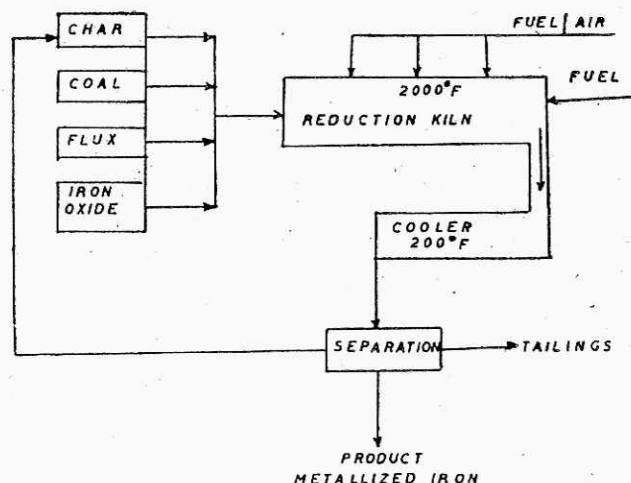 CHAR
FUEL/AIR
COAL
2000°F
FUEL
REDUCTION KILN
FLUX
IRON
OXIDE
COOLER
200°F
SEPARATION
TAILINGS
PRODUCT
METALLIZED IRON